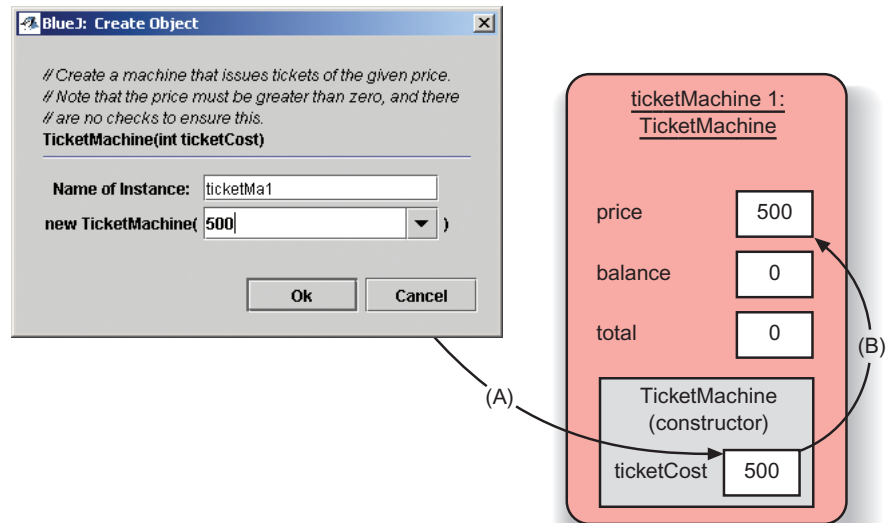 BlueJ: Create Object
// Create a machine that issues tickets of the given price.
// Note that the price must be greater than zero, and there
// are no checks to ensure this.
TicketMachine(int ticketCost)
Name of Instance: ticketMa1
new TicketMachine( 500 )
Ok Cancel
(A)
ticketMachine 1:
TicketMachine
price 500
balance 0
total 0
(B)
TicketMachine
(constructor)
ticketCost 500